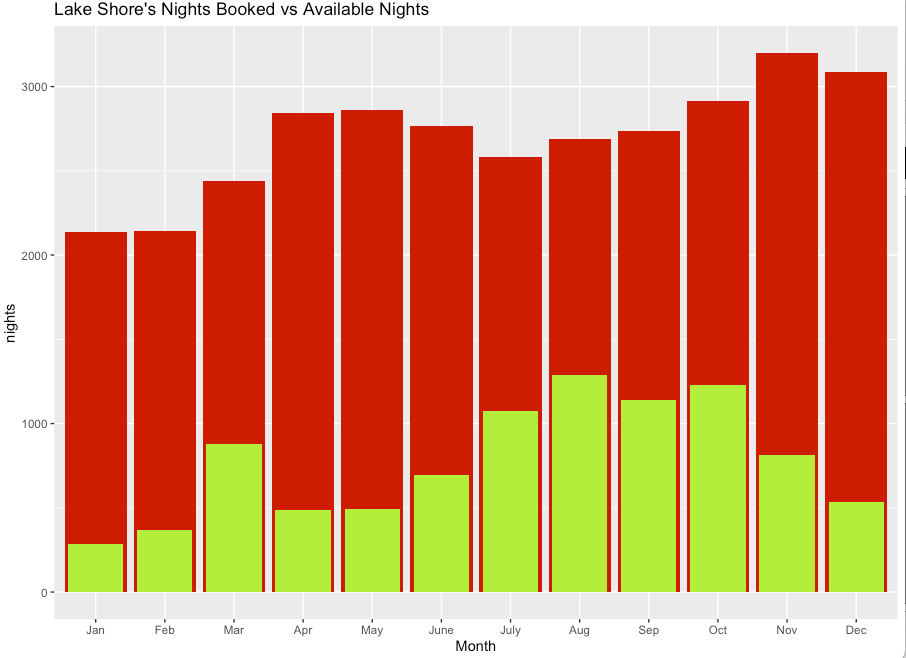 Lake Shore's Nights Booked vs Available Nights
nights
3000
2000
1000
0
Jan Feb Mar Apr May June July Aug Sep Oct Nov Dec
Month